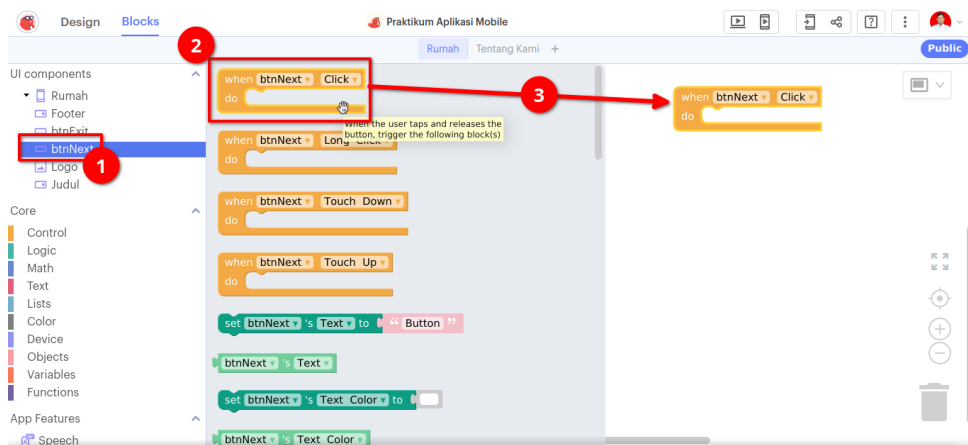 Design Blocks Praktikum Aplikasi Mobile
Rumah Tentang Kami +
Public
UI components
Rumah
Footer
btnExit
btnNext
Logo
Judul
Core
Control
Logic
Math
Text
Lists
Color
Device
Objects
Variables
Functions
App Features
Speech
2
when btnNext Click
do
When the user taps and releases the
button, trigger the following block(s)
when btnNext Long Click
do
when btnNext Touch Down
do
when btnNext Touch Up
do
set btnNext 's Text to “ Button ”
btnNext 's Text
set btnNext 's Text Color to
btnNext 's Text Color
1
3
when btnNext Click
do